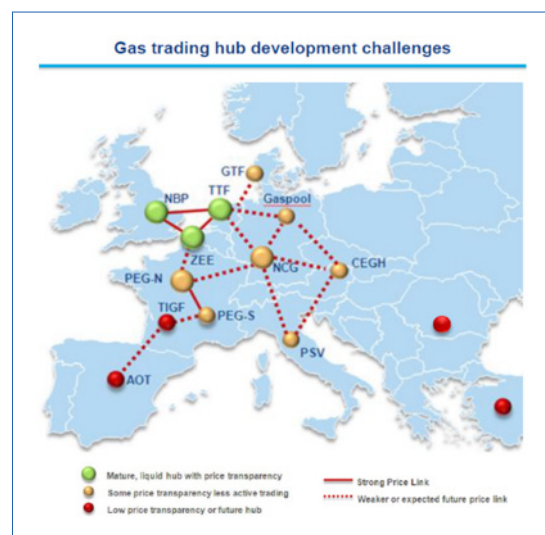 Gas trading hub development challenges
GTF
NBP
TTF
Gaspool
ZEE
NCG
CEGH
PEG-N
TIGF
PEG-S
PSV
AOT
Mature, liquid hub with price transparency
Some price transparency less active trading
Low price transparency or future hub
Strong Price Link
Weaker or expected future price link